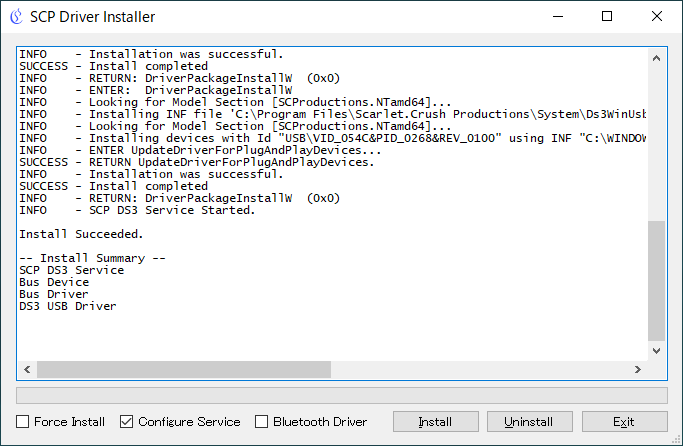 SCP Driver Installer
INFO    - Installation was successful.
SUCCESS - Install completed
INFO    - RETURN: DriverPackageInstallW  (0x0)
INFO    - ENTER:  DriverPackageInstallW
INFO    - Looking for Model Section [SCProductions.NTamd64]...
INFO    - Installing INF file 'C:\Program Files\Scarlet.Crush Productions\System\Ds3WinUsb
INFO    - Looking for Model Section [SCProductions.NTamd64]...
INFO    - Installing devices with Id "USB\VID_054C&PID_0268&REV_0100" using INF "C:\WINDOW
INFO    - ENTER UpdateDriverForPlugAndPlayDevices...
SUCCESS - RETURN UpdateDriverForPlugAndPlayDevices.
INFO    - Installation was successful.
SUCCESS - Install completed
INFO    - RETURN: DriverPackageInstallW  (0x0)
INFO    - SCP DS3 Service Started.
Install Succeeded.
-- Install Summary --
SCP DS3 Service
Bus Device
Bus Driver
DS3 USB Driver
Force Install Configure Service Bluetooth Driver Install Uninstall Exit